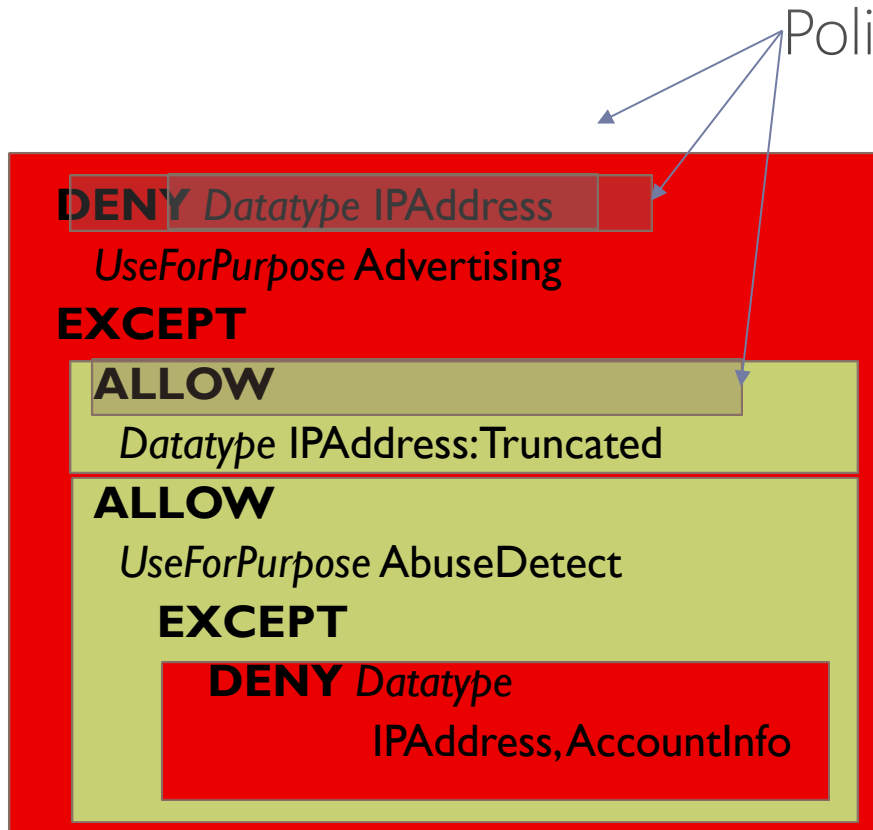 Poli
DENY Datatype IPAddress
UseForPurpose Advertising
EXCEPT
ALLOW
Datatype IPAddress:Truncated
ALLOW
UseForPurpose AbuseDetect
EXCEPT
DENY Datatype
IPAddress,AccountInfo